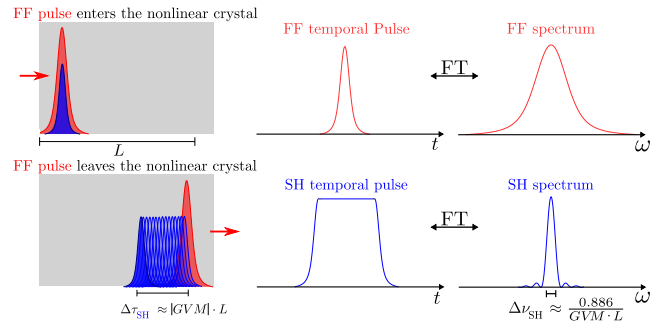 FF pulse enters the nonlinear crystal
FF temporal Pulse
FT
FF spectrum
L
t
ω
FF pulse leaves the nonlinear crystal
SH temporal pulse
FT
SH spectrum
t
ω
Δτ_SH ≈ |GVM| · L
Δν_SH ≈ 0.886 / GVM · L